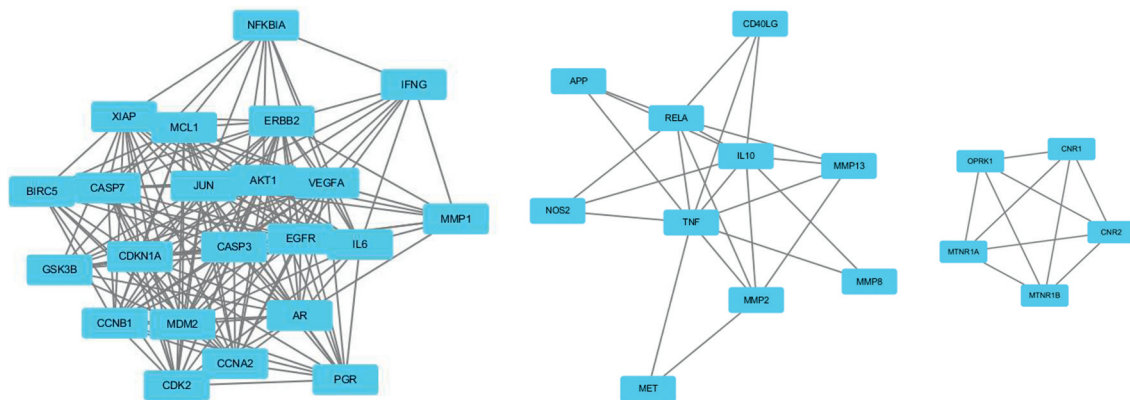 NFKBIA
IFNG
XIAP
MCL1
ERBB2
BIRC5
CASP7
JUN
AKT1
VEGFA
MMP1
GSK3B
CDKN1A
CASP3
EGFR
IL6
CCNB1
MDM2
AR
CCNA2
CDK2
PGR
CD40LG
APP
RELA
IL10
MMP13
NOS2
TNF
MMP8
MMP2
MET
OPRK1
CNR1
CNR2
MTNR1A
MTNR1B